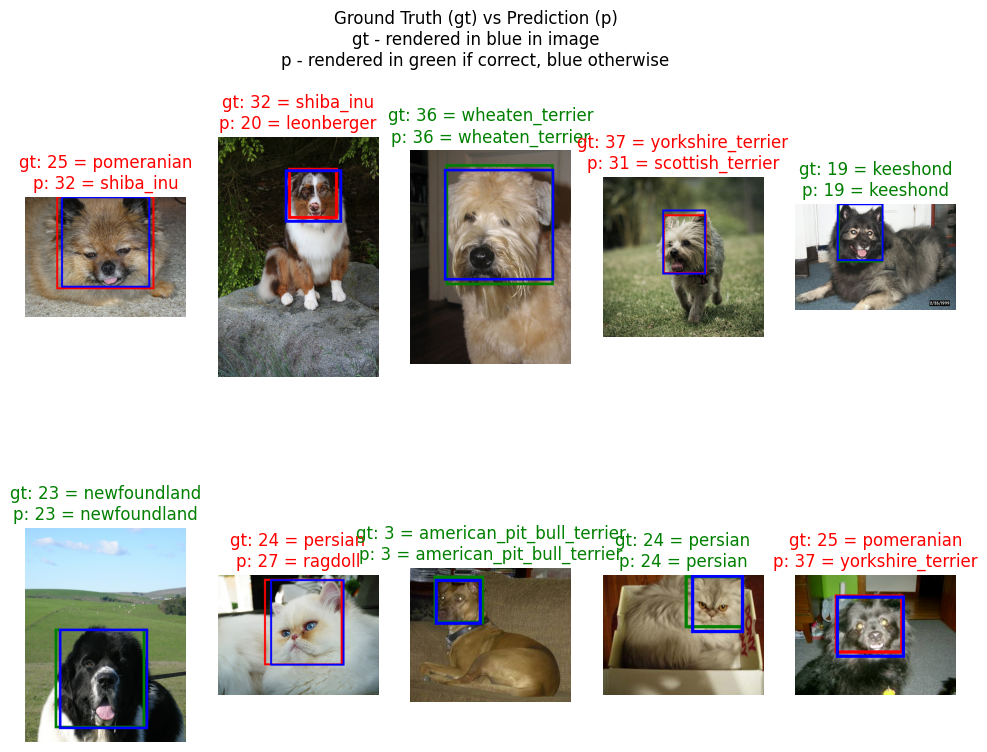 Ground Truth (gt) vs Prediction (p)
gt - rendered in blue in image
p - rendered in green if correct, blue otherwise
gt: 25 = pomeranian
p: 32 = shiba_inu
gt: 32 = shiba_inu
p: 20 = leonberger
gt: 36 = wheaten_terrier
p: 36 = wheaten_terrier
gt: 37 = yorkshire_terrier
p: 31 = scottish_terrier
gt: 19 = keeshond
p: 19 = keeshond
gt: 23 = newfoundland
p: 23 = newfoundland
gt: 24 = persian
p: 27 = ragdoll
gt: 3 = american_pit_bull_terrier
p: 3 = american_pit_bull_terrier
gt: 24 = persian
p: 24 = persian
gt: 25 = pomeranian
p: 37 = yorkshire_terrier